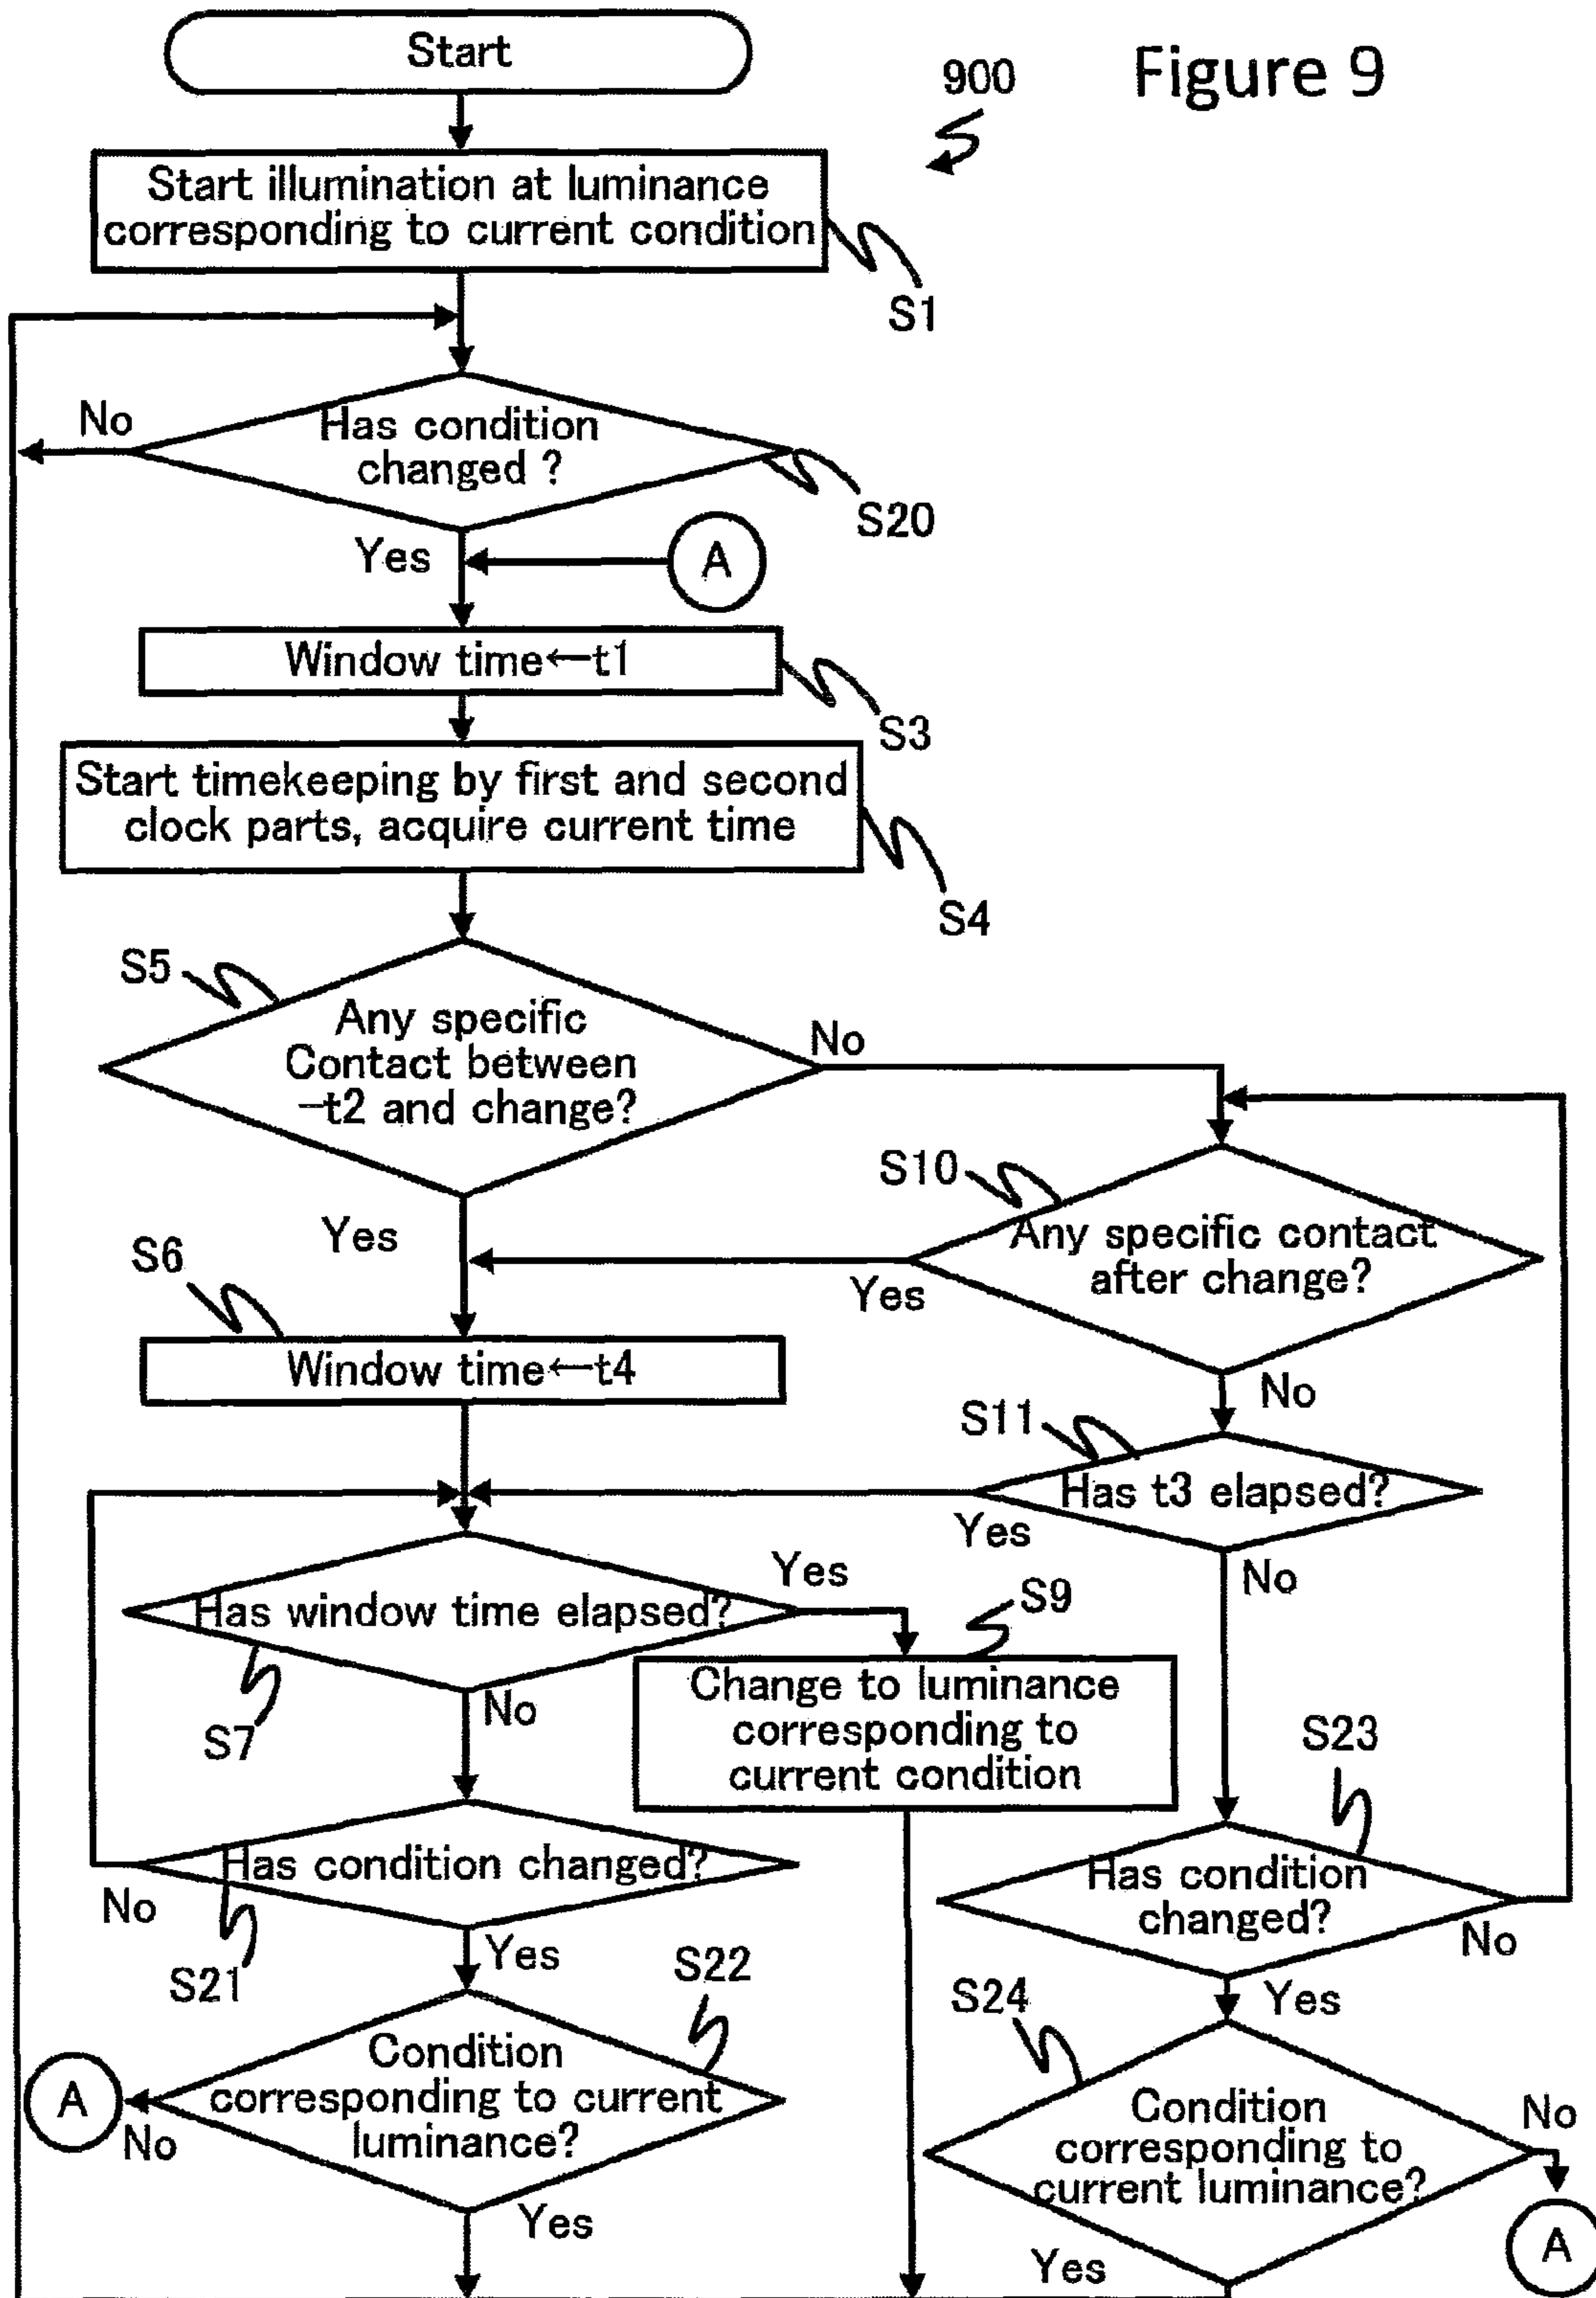 Start
900
Figure 9
Start illumination at luminance
corresponding to current condition
S1
No
Has condition
changed ?
S20
Yes
A
Window time←t1
S3
Start timekeeping by first and second
clock parts, acquire current time
S4
S5
Any specific
Contact between
-t2 and change?
No
S10
Any specific contact
after change?
Yes
Yes
S6
Window time←t4
No
S11
Has t3 elapsed?
Yes
No
Has window time elapsed?
Yes
S9
S7
No
Change to luminance
corresponding to
current condition
S23
Has condition changed?
No
S21
Yes
Has condition
changed?
No
S22
S24
Yes
Condition
corresponding to current
luminance?
A
No
Yes
Condition
corresponding to
current luminance?
No
A
Yes